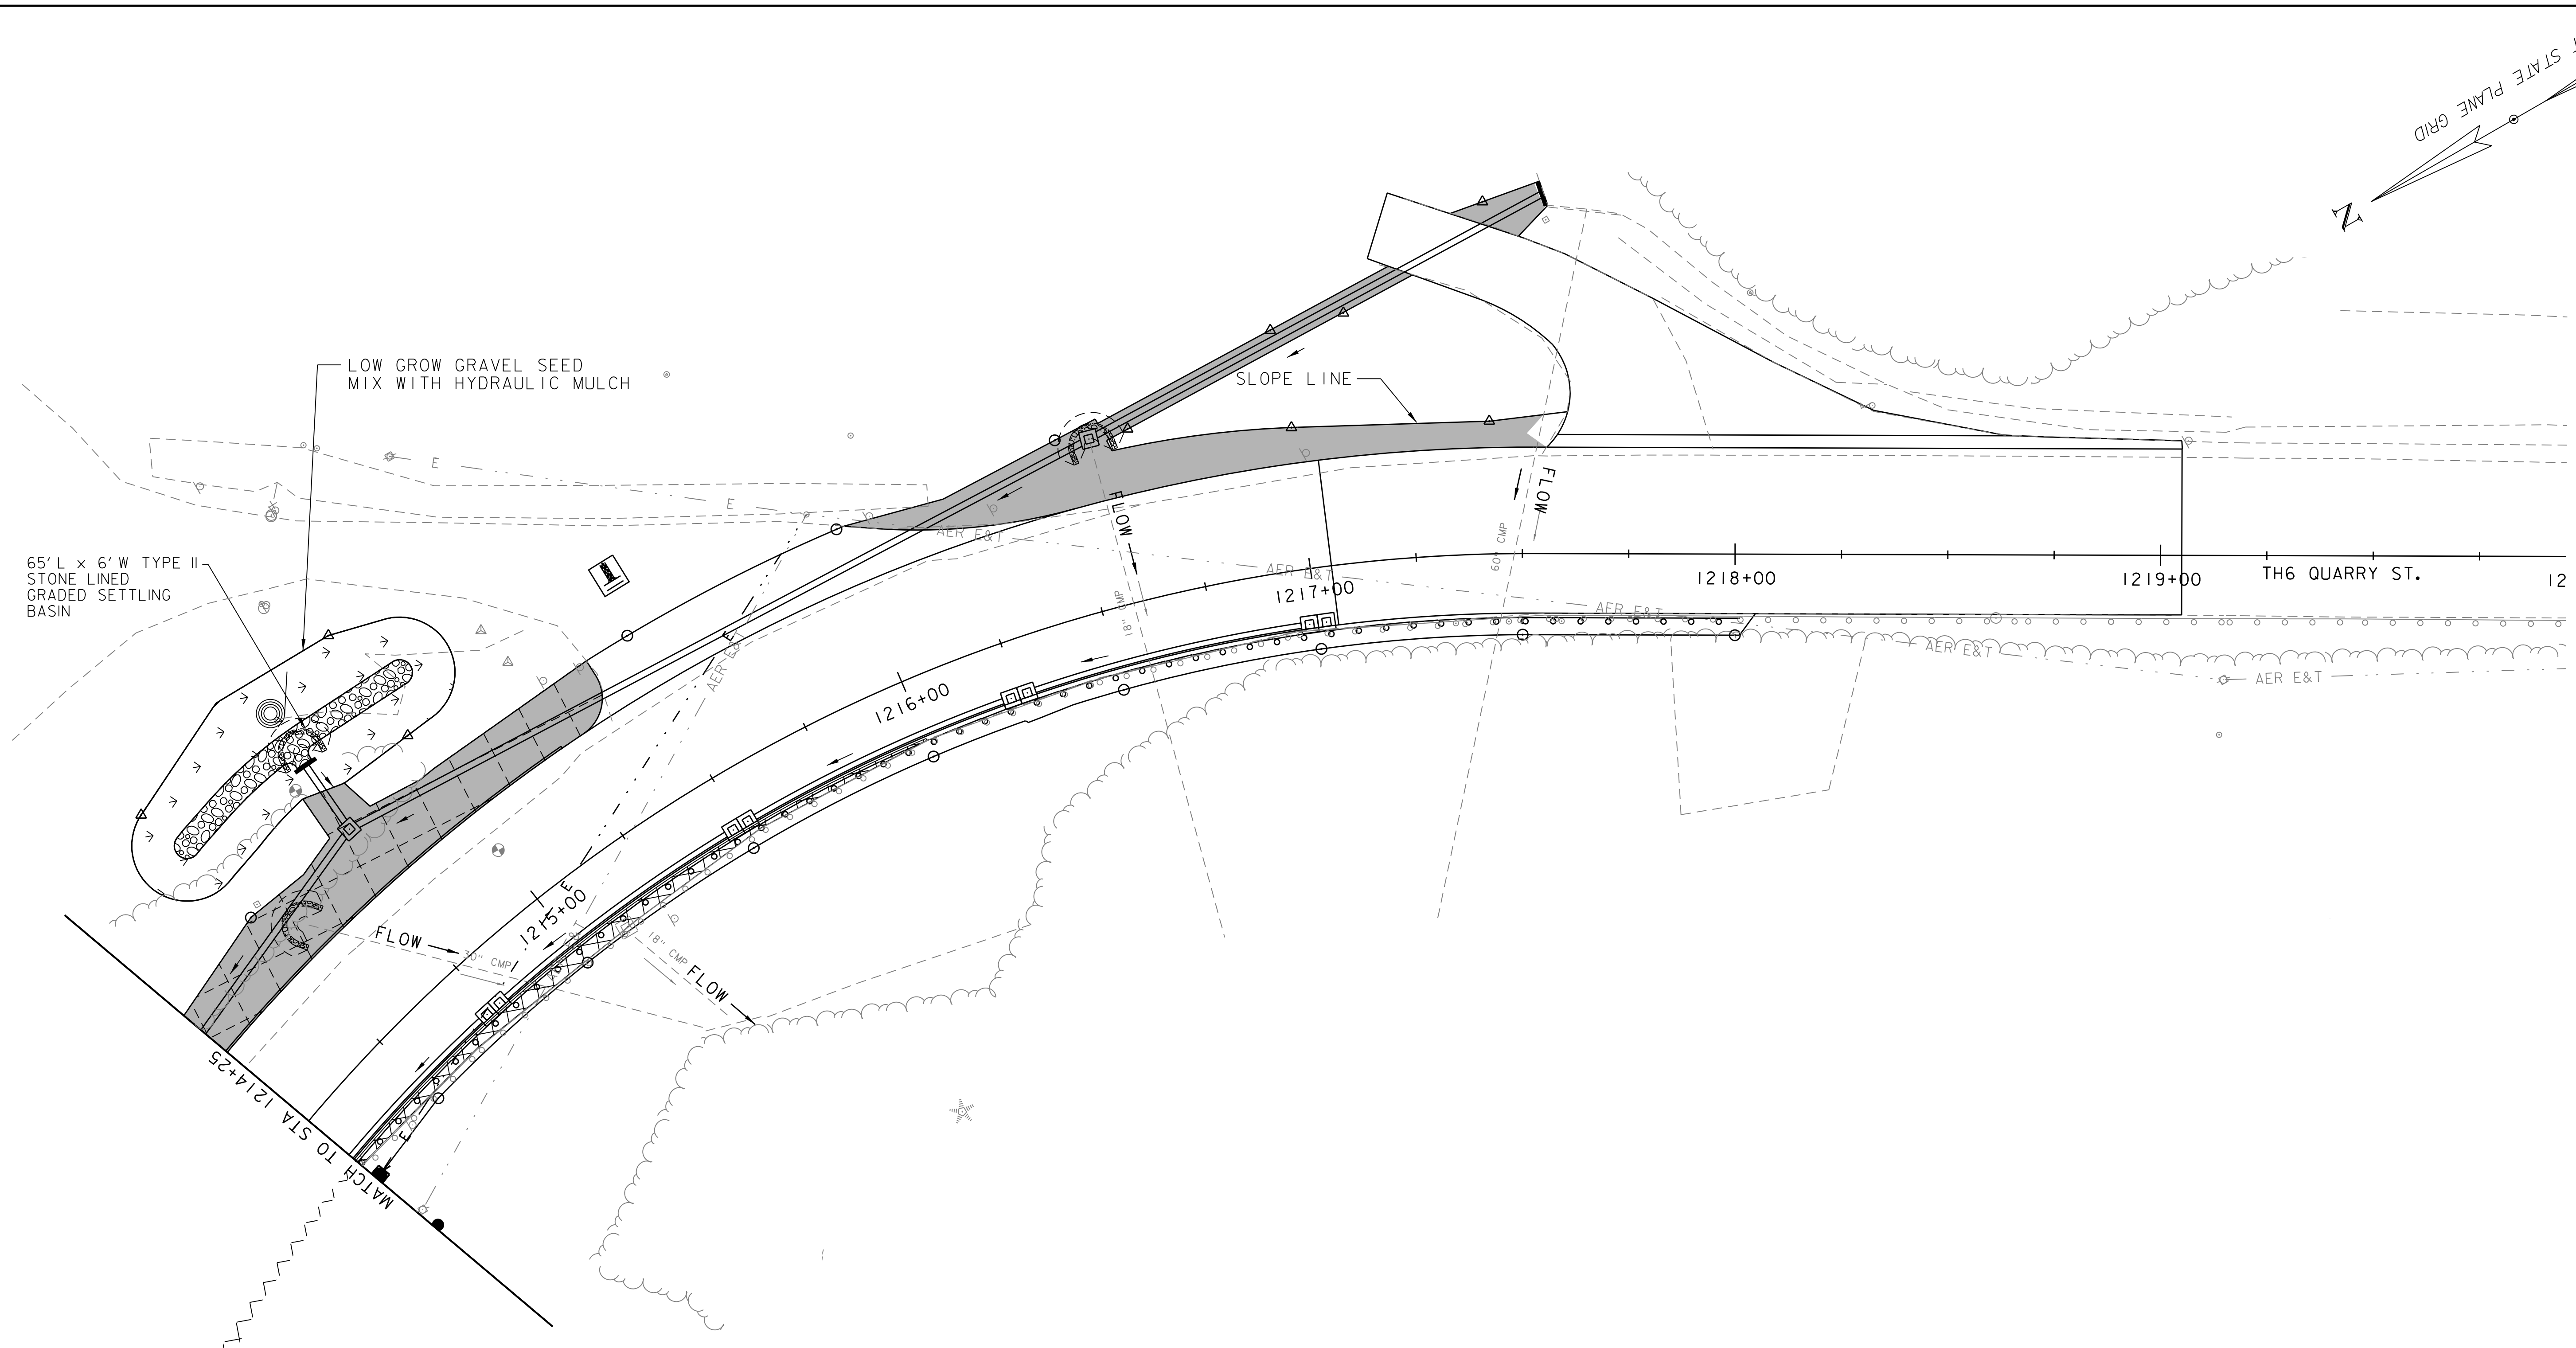 STATE PLANE GRID
N
LOW GROW GRAVEL SEED
MIX WITH HYDRAULIC MULCH
SLOPE LINE
E
E
AER E&T
FLOW
FLOW
60" CMP
65'L x 6'W TYPE II
STONE LINED
GRADED SETTLING
BASIN
1
AER E&T
1217+00
18" CMP
AER E&T
1218+00
1219+00
TH6 QUARRY ST.
12
E
AER E&T
AER E&T
1216+00
E
1215+00
FLOW
30" CMP
18" CMP
FLOW
E
MATCH TO STA 1214+25